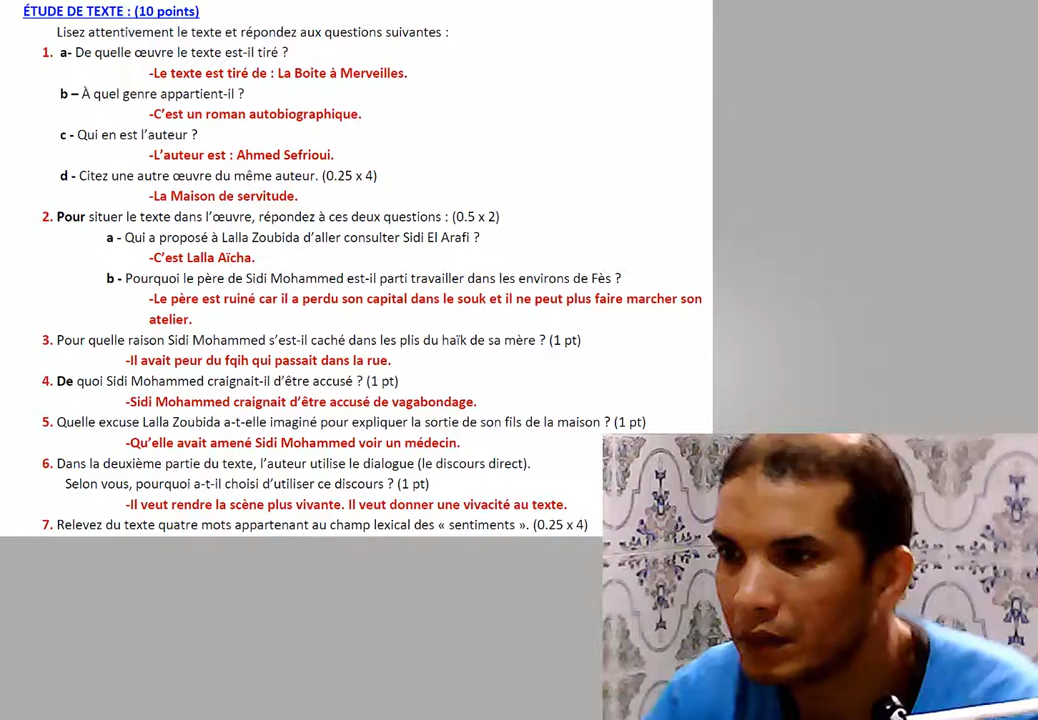 ÉTUDE DE TEXTE : (10 points)
Lisez attentivement le texte et répondez aux questions suivantes :
1. a- De quelle œuvre le texte est-il tiré ?
-Le texte est tiré de : La Boite à Merveilles.
b – À quel genre appartient-il ?
-C’est un roman autobiographique.
c - Qui en est l’auteur ?
-L’auteur est : Ahmed Sefrioui.
d - Citez une autre œuvre du même auteur. (0.25 x 4)
-La Maison de servitude.
2. Pour situer le texte dans l’œuvre, répondez à ces deux questions : (0.5 x 2)
a - Qui a proposé à Lalla Zoubida d’aller consulter Sidi El Arafi ?
-C’est Lalla Aïcha.
b - Pourquoi le père de Sidi Mohammed est-il parti travailler dans les environs de Fès ?
-Le père est ruiné car il a perdu son capital dans le souk et il ne peut plus faire marcher son
atelier.
3. Pour quelle raison Sidi Mohammed s’est-il caché dans les plis du haïk de sa mère ? (1 pt)
-Il avait peur du fqih qui passait dans la rue.
4. De quoi Sidi Mohammed craignait-il d’être accusé ? (1 pt)
-Sidi Mohammed craignait d’être accusé de vagabondage.
5. Quelle excuse Lalla Zoubida a-t-elle imaginé pour expliquer la sortie de son fils de la maison ? (1 pt)
-Qu’elle avait amené Sidi Mohammed voir un médecin.
6. Dans la deuxième partie du texte, l’auteur utilise le dialogue (le discours direct).
Selon vous, pourquoi a-t-il choisi d’utiliser ce discours ? (1 pt)
-Il veut rendre la scène plus vivante. Il veut donner une vivacité au texte.
7. Relevez du texte quatre mots appartenant au champ lexical des « sentiments ». (0.25 x 4)